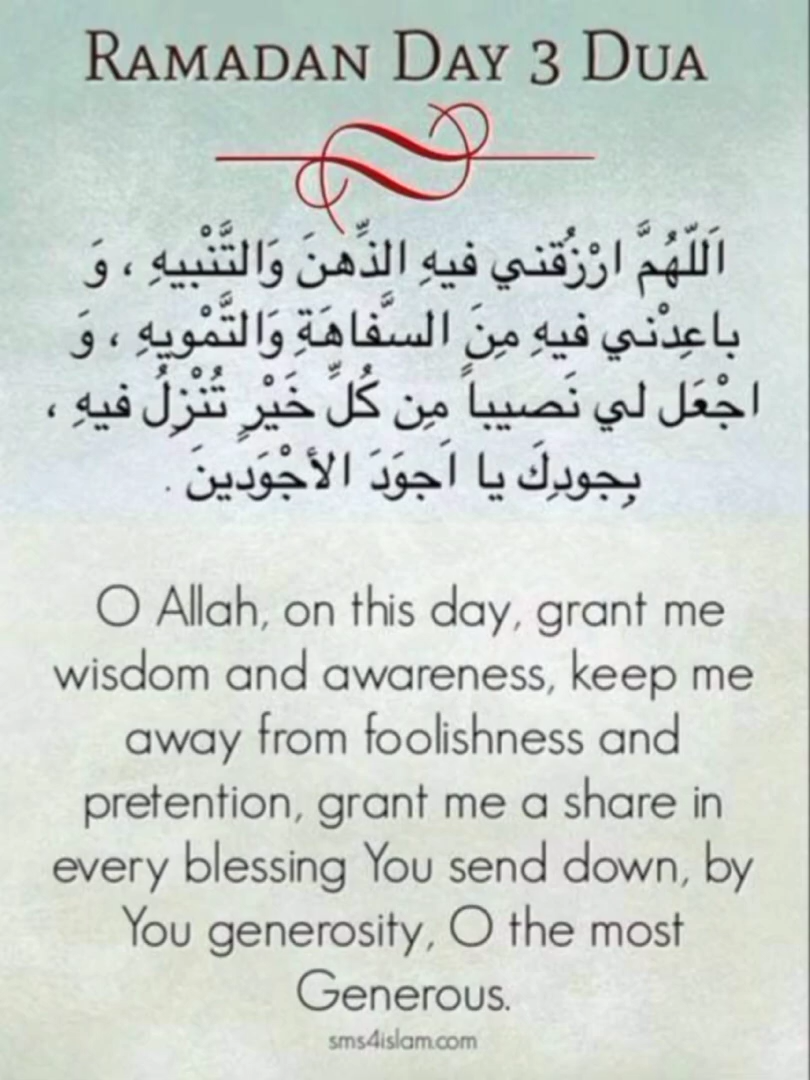 RAMADAN DAY 3 DUA
اَللّهُمَّ ارْزُقني فيهِ الذِّهنَ وَالتَّنْبيهِ ، وَ
باعِدْني فيهِ مِنَ السَّفاهَةِ وَالتَّمْويهِ ، وَ
اجْعَل لي نَصيباً مِن كُلِّ خَيْرٍ تُنْزِلُ فيهِ ،
بِجودِكَ يا اَجوَدَ الأجْوَدينَ .
O Allah, on this day, grant me
wisdom and awareness, keep me
away from foolishness and
pretention, grant me a share in
every blessing You send down, by
You generosity, O the most
Generous.
sms4islam.com